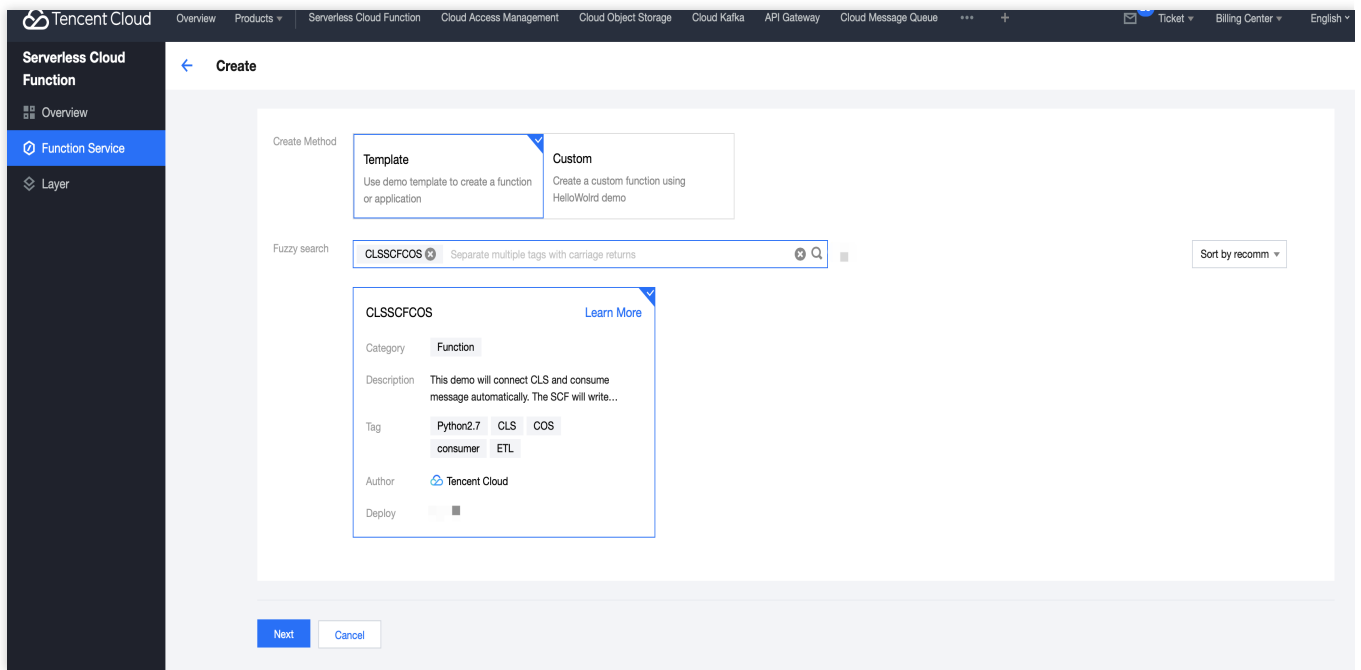 Tencent Cloud Overview Products Serverless Cloud Function Cloud Access Management Cloud Object Storage Cloud Kafka API Gateway Cloud Message Queue ••• + Ticket Billing Center English
Serverless Cloud
Function
Create
Overview
Function Service
Layer
Create Method
Template
Use demo template to create a function
or application
Custom
Create a custom function using
HelloWolrd demo
Fuzzy search
CLSSCFCOS Separate multiple tags with carriage returns
Sort by recomm
CLSSCFCOS Learn More
Category Function
Description This demo will connect CLS and consume
message automatically. The SCF will write...
Tag Python2.7 CLS COS
consumer ETL
Author Tencent Cloud
Deploy
Next Cancel